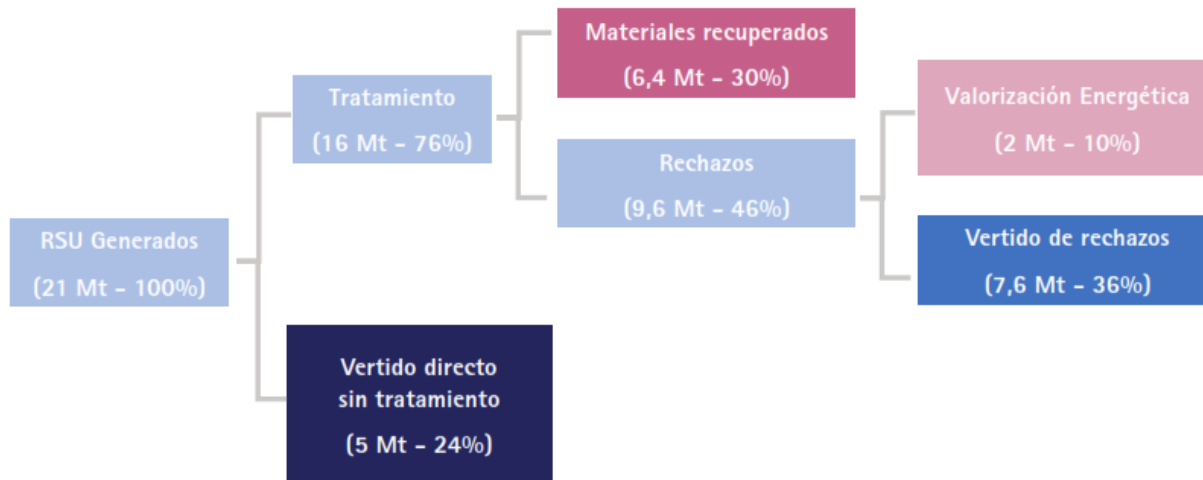 Materiales recuperados
(6,4 Mt - 30%)
Tratamiento
(16 Mt - 76%)
Valorización Energética
(2 Mt - 10%)
Rechazos
(9,6 Mt - 46%)
RSU Generados
(21 Mt - 100%)
Vertido de rechazos
(7,6 Mt - 36%)
Vertido directo
sin tratamiento
(5 Mt - 24%)